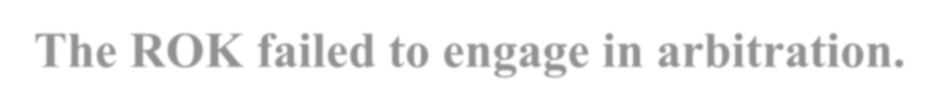 The ROK failed to engage in arbitration.